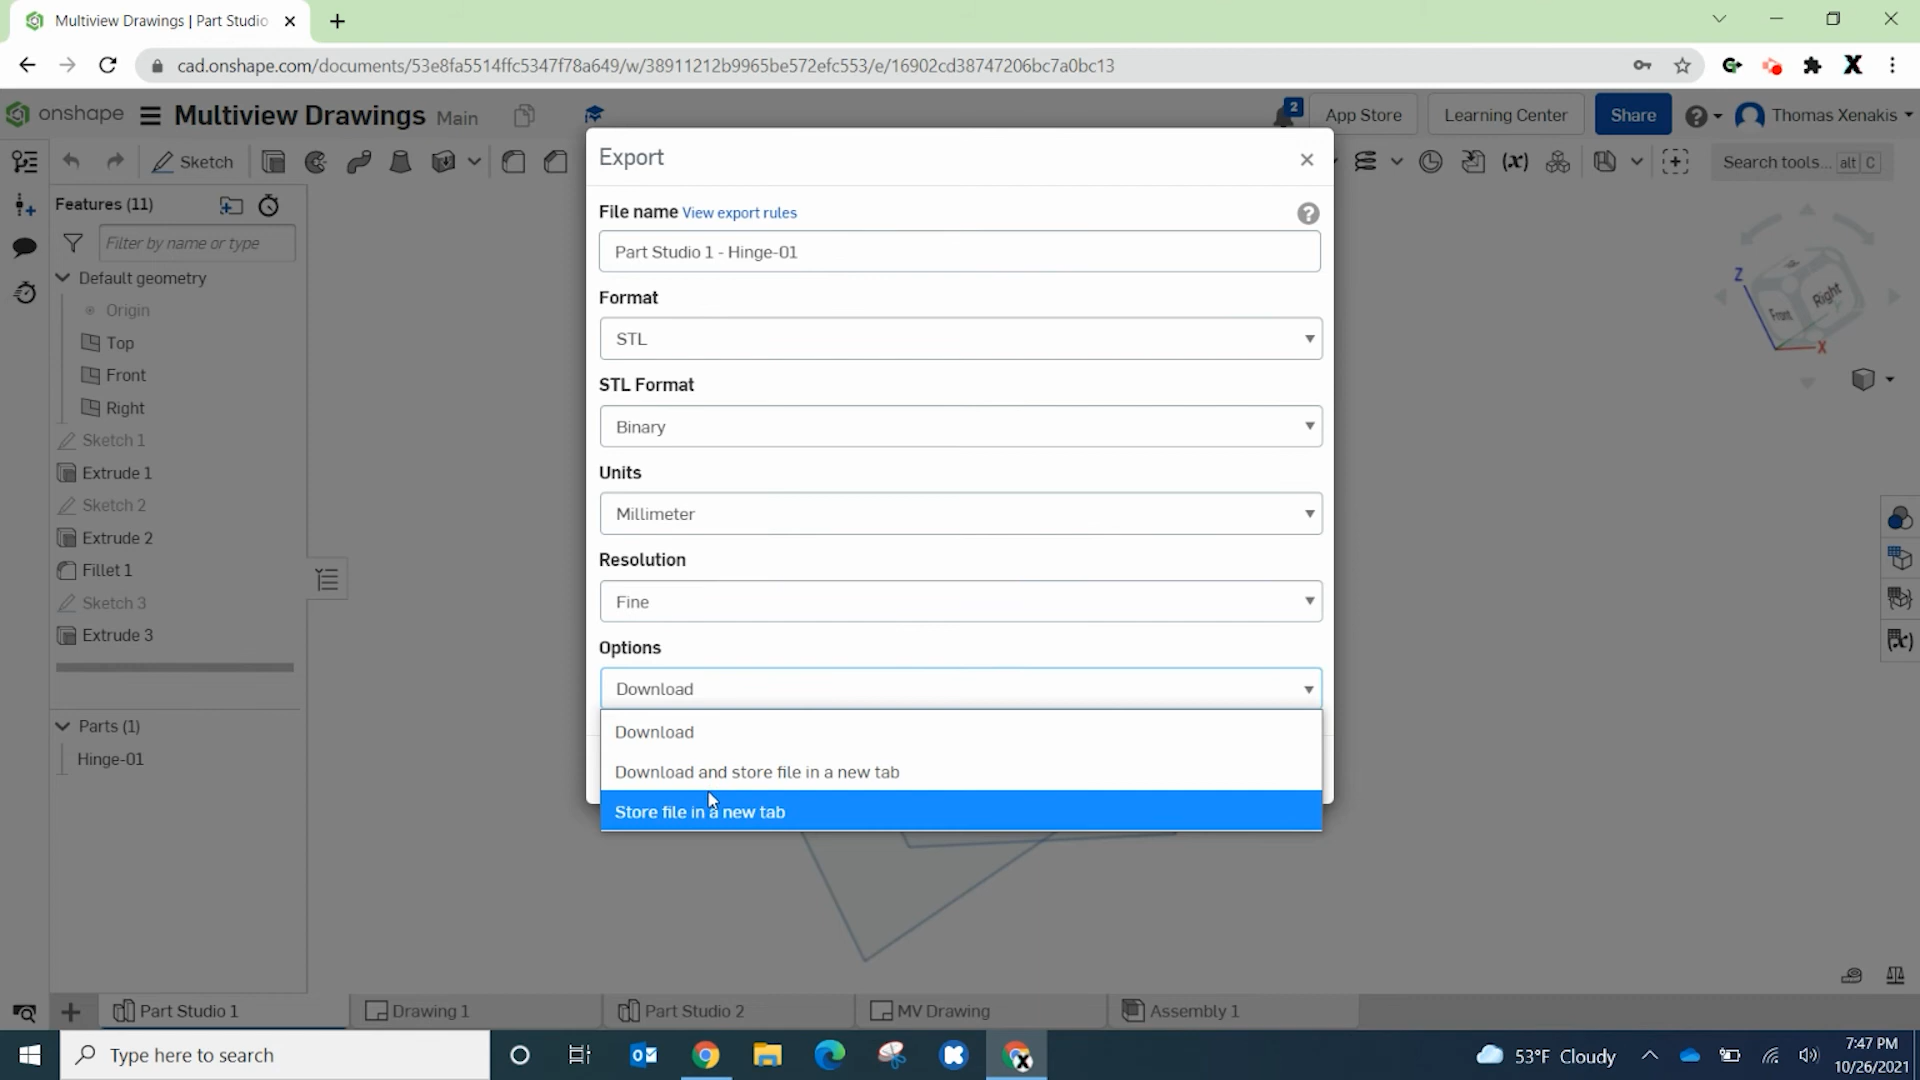 Multiview Drawings | Part Studio
cad.onshape.com/documents/53e8fa5514ffc5347f78a649/w/38911212b9965be572efc553/e/16902cd38747206bc7a0bc13
onshape Multiview Drawings Main
2
App Store
Learning Center
Share
Thomas Xenakis
Sketch
Search tools... alt C
Export
Features (11)
Filter by name or type
Default geometry
Origin
Top
Front
Right
Sketch 1
Extrude 1
Sketch 2
Extrude 2
Fillet 1
Sketch 3
Extrude 3
Parts (1)
Hinge-01
File name View export rules
Part Studio 1 - Hinge-01
Format
STL
STL Format
Binary
Units
Millimeter
Resolution
Fine
Options
Download
Download
Download and store file in a new tab
Store file in a new tab
Z
Front
Right
X
Part Studio 1
Drawing 1
Part Studio 2
MV Drawing
Assembly 1
Type here to search
53°F Cloudy
7:47 PM
10/26/2021